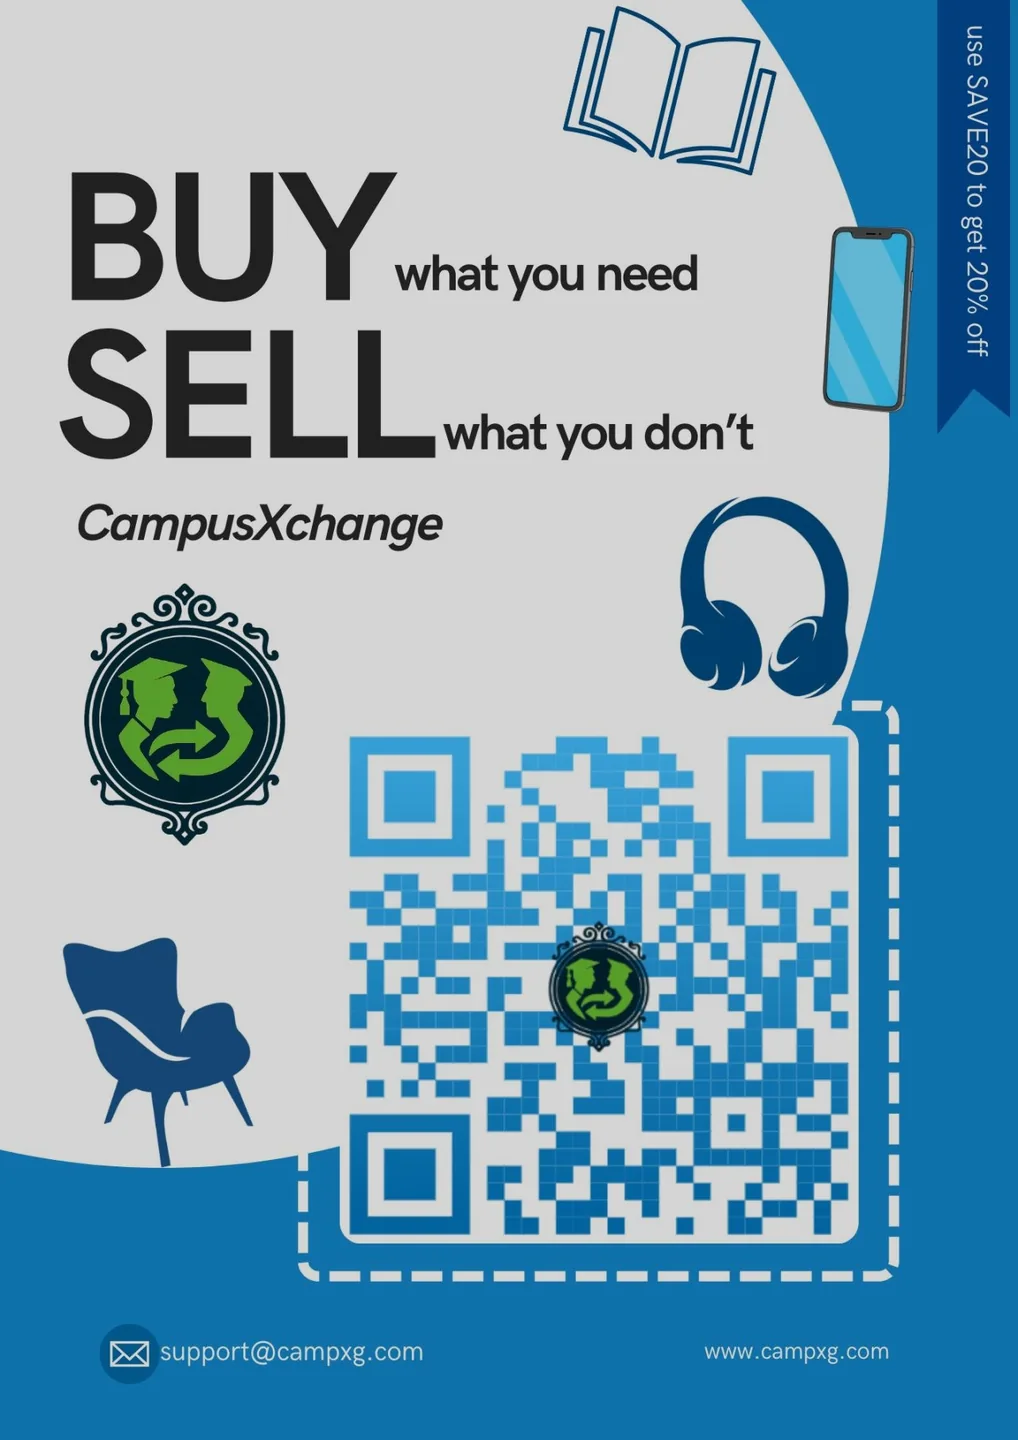 use SAVE20 to get 20% off
BUY what you need
SELL what you don’t
CampusXchange
support@campxg.com
www.campxg.com